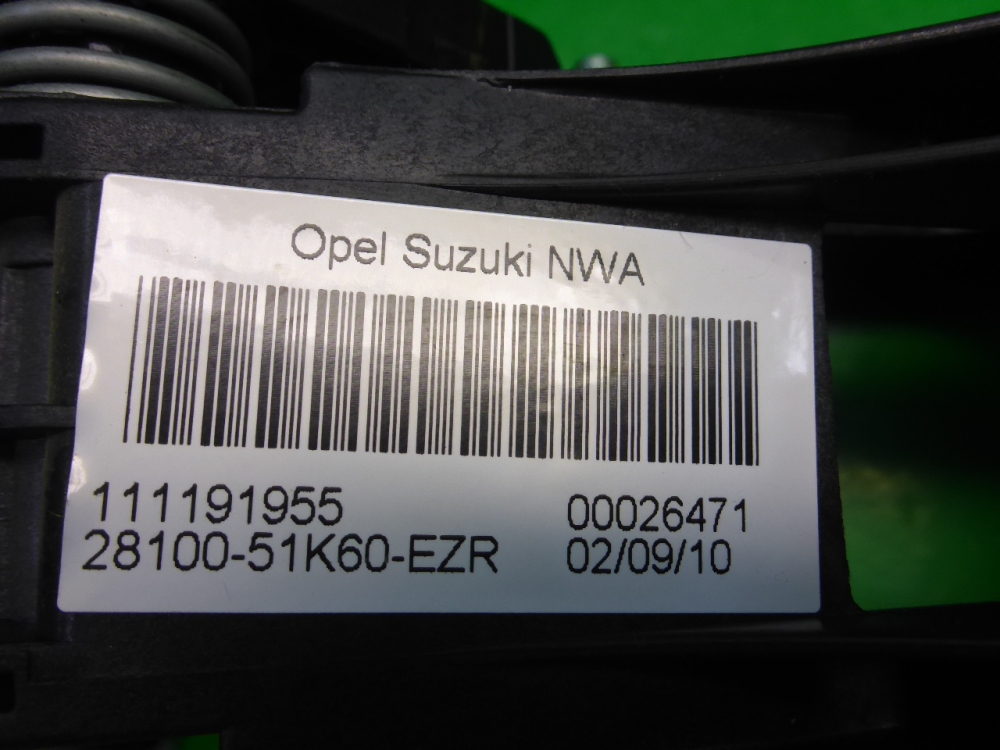 Opel Suzuki NWA
111191955 00026471
28100-51K60-EZR 02/09/10